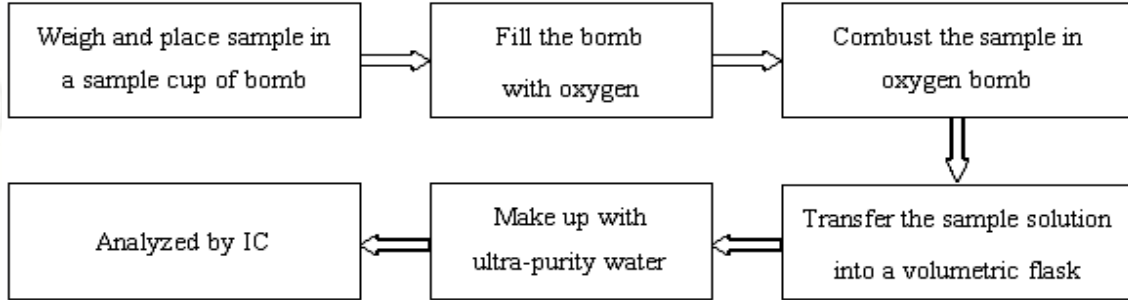 Weigh and place sample in
a sample cup of bomb
Fill the bomb
with oxygen
Combust the sample in
oxygen bomb
Transfer the sample solution
into a volumetric flask
Make up with
ultra-purity water
Analyzed by IC